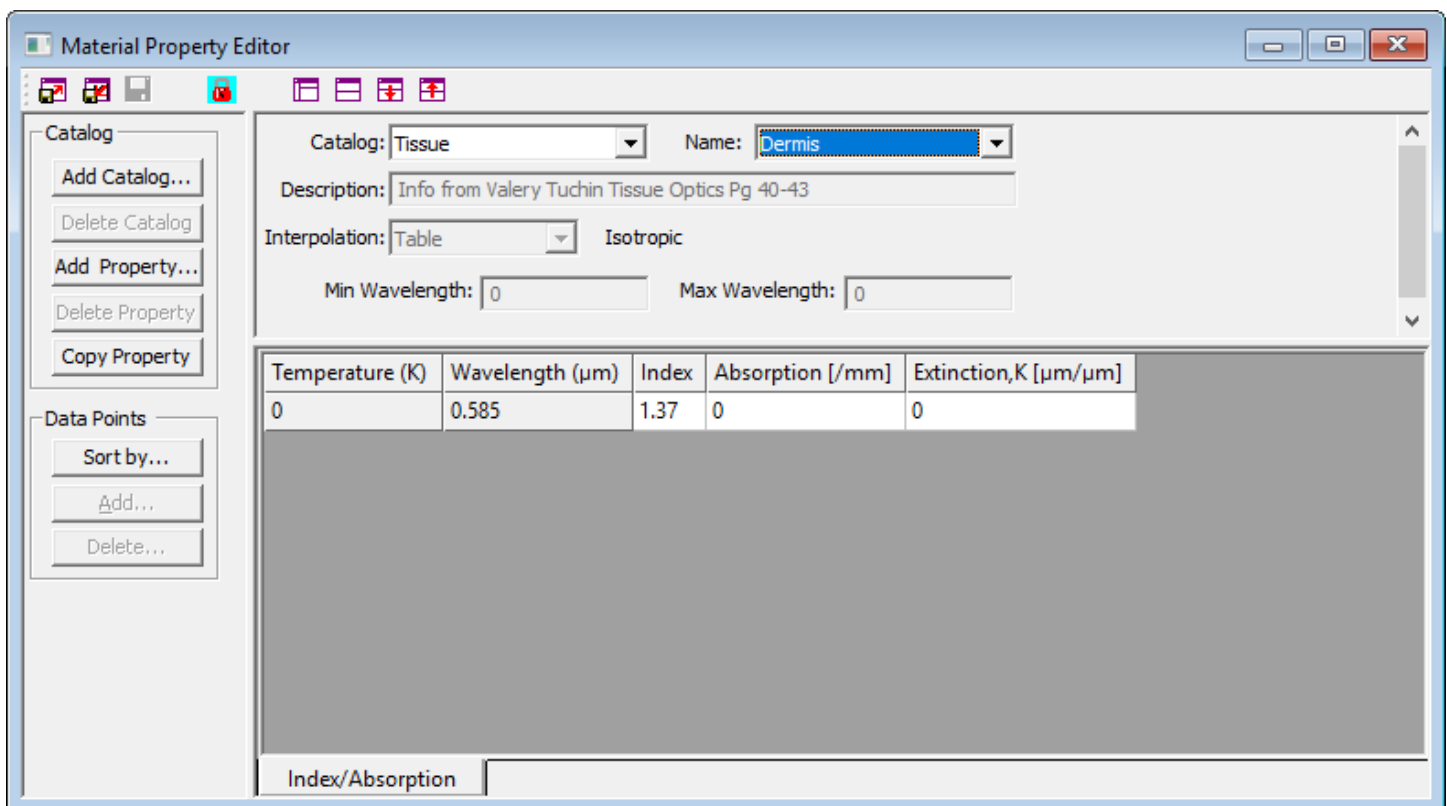 Material Property Editor
Catalog
Add Catalog...
Delete Catalog
Add Property...
Delete Property
Copy Property
Data Points
Sort by...
Add...
Delete...
Catalog: Tissue Name: Dermis
Description: Info from Valery Tuchin Tissue Optics Pg 40-43
Interpolation: Table Isotropic
Min Wavelength: 0 Max Wavelength: 0
Temperature (K) Wavelength (µm) Index Absorption [/mm] Extinction,K [µm/µm]
0 0.585 1.37 0 0
Index/Absorption